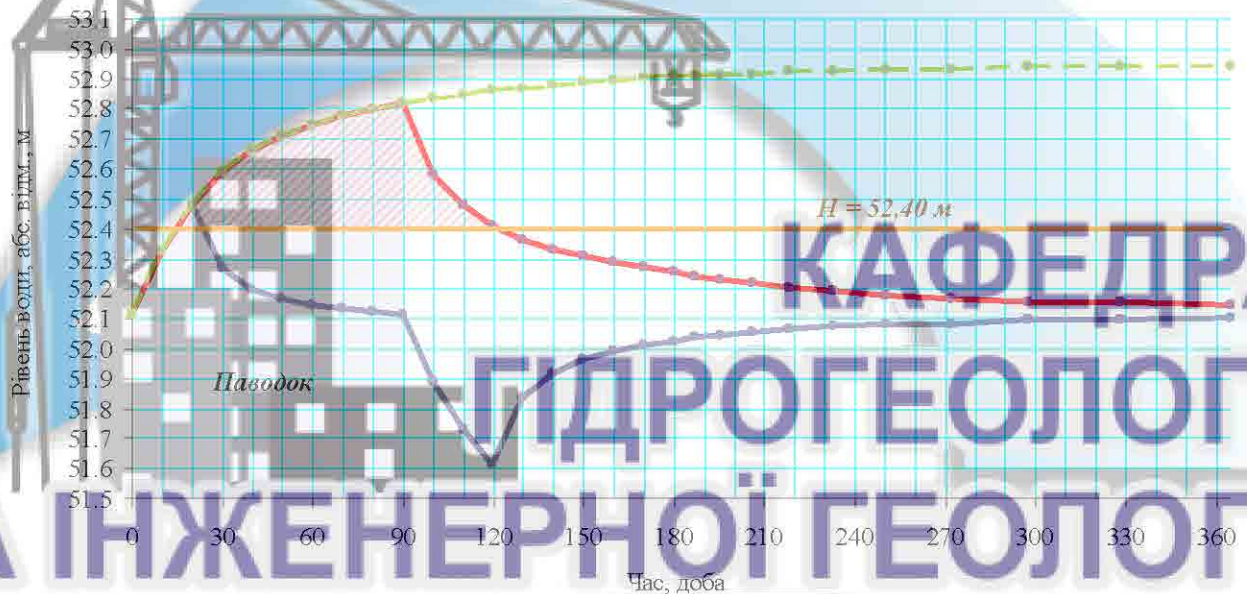 53.1
53.0
52.9
52.8
52.7
52.6
52.5
52.4
52.3
52.2
52.1
52.0
51.9
51.8
51.7
51.6
51.5
Рівень води, абс. відм., м
H = 52,40 м
КАФЕДРА
Паводок
ГІДРОГЕОЛОГ
А ІНЖЕНЕРНОЇ ГЕОЛОГ
0 30 60 90 120 150 180 210 240 270 300 330 360
Час, доба